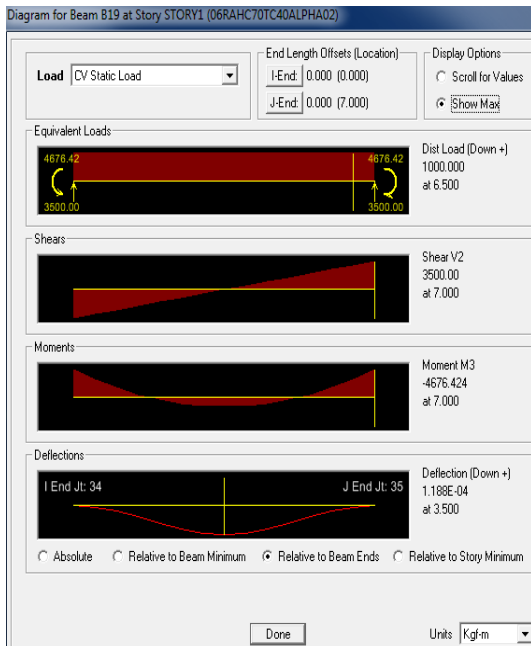 Diagram for Beam B19 at Story STORY1 (06RAHC70TC40ALPHA02)
Load CV Static Load
End Length Offsets (Location)
I-End: 0.000 (0.000)
J-End: 0.000 (7.000)
Display Options
Scroll for Values
Show Max
Equivalent Loads
4676.42 4676.42
3500.00 3500.00
Dist Load (Down +)
1000.000
at 6.500
Shears
Shear V2
3500.00
at 7.000
Moments
Moment M3
-4676.424
at 7.000
Deflections
I End Jt: 34 J End Jt: 35
Deflection (Down +)
1.188E-04
at 3.500
Absolute Relative to Beam Minimum Relative to Beam Ends Relative to Story Minimum
Done Units Kgf-m